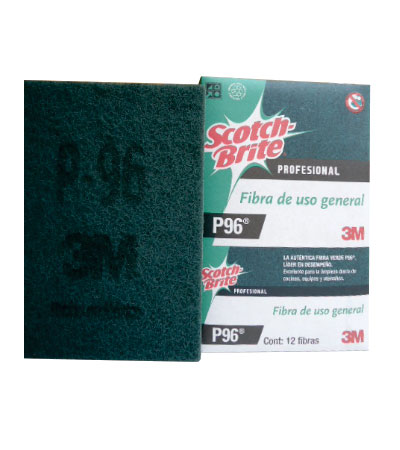 P-96
3M
Scotch-
Brite
PROFESIONAL
Fibra de uso general
P96®
3M
LA AUTÉNTICA FIBRA VERDE P96®,
LÍDER EN DESEMPEÑO.
Excelente para la limpieza diaria de
cocinas, equipos y utensilios.
Scotch-
Brite
PROFESIONAL
Fibra de uso general
P96®
Cont: 12 fibras
3M